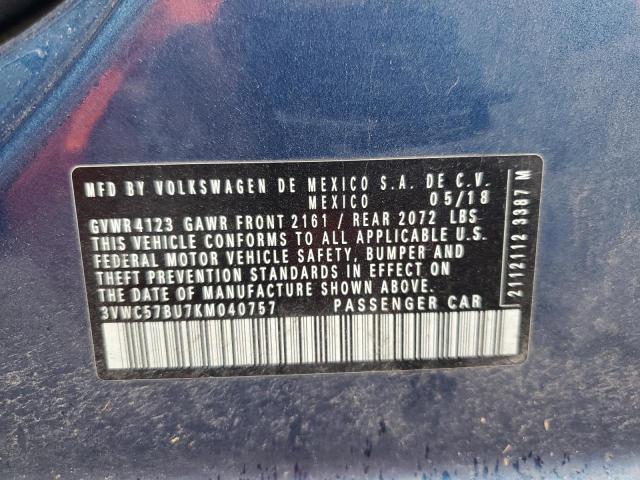 MFD BY VOLKSWAGEN DE MEXICO S.A. DE C.V.
MEXICO 05/18
GVWR 4123 GAWR FRONT 2161 / REAR 2072 LBS
THIS VEHICLE CONFORMS TO ALL APPLICABLE U.S.
FEDERAL MOTOR VEHICLE SAFETY, BUMPER AND
THEFT PREVENTION STANDARDS IN EFFECT ON
THE DATE OF MANUFACTURE SHOWN ABOVE.
3VWC57BU7KM040757 PASSENGER CAR
2112112 3387 M